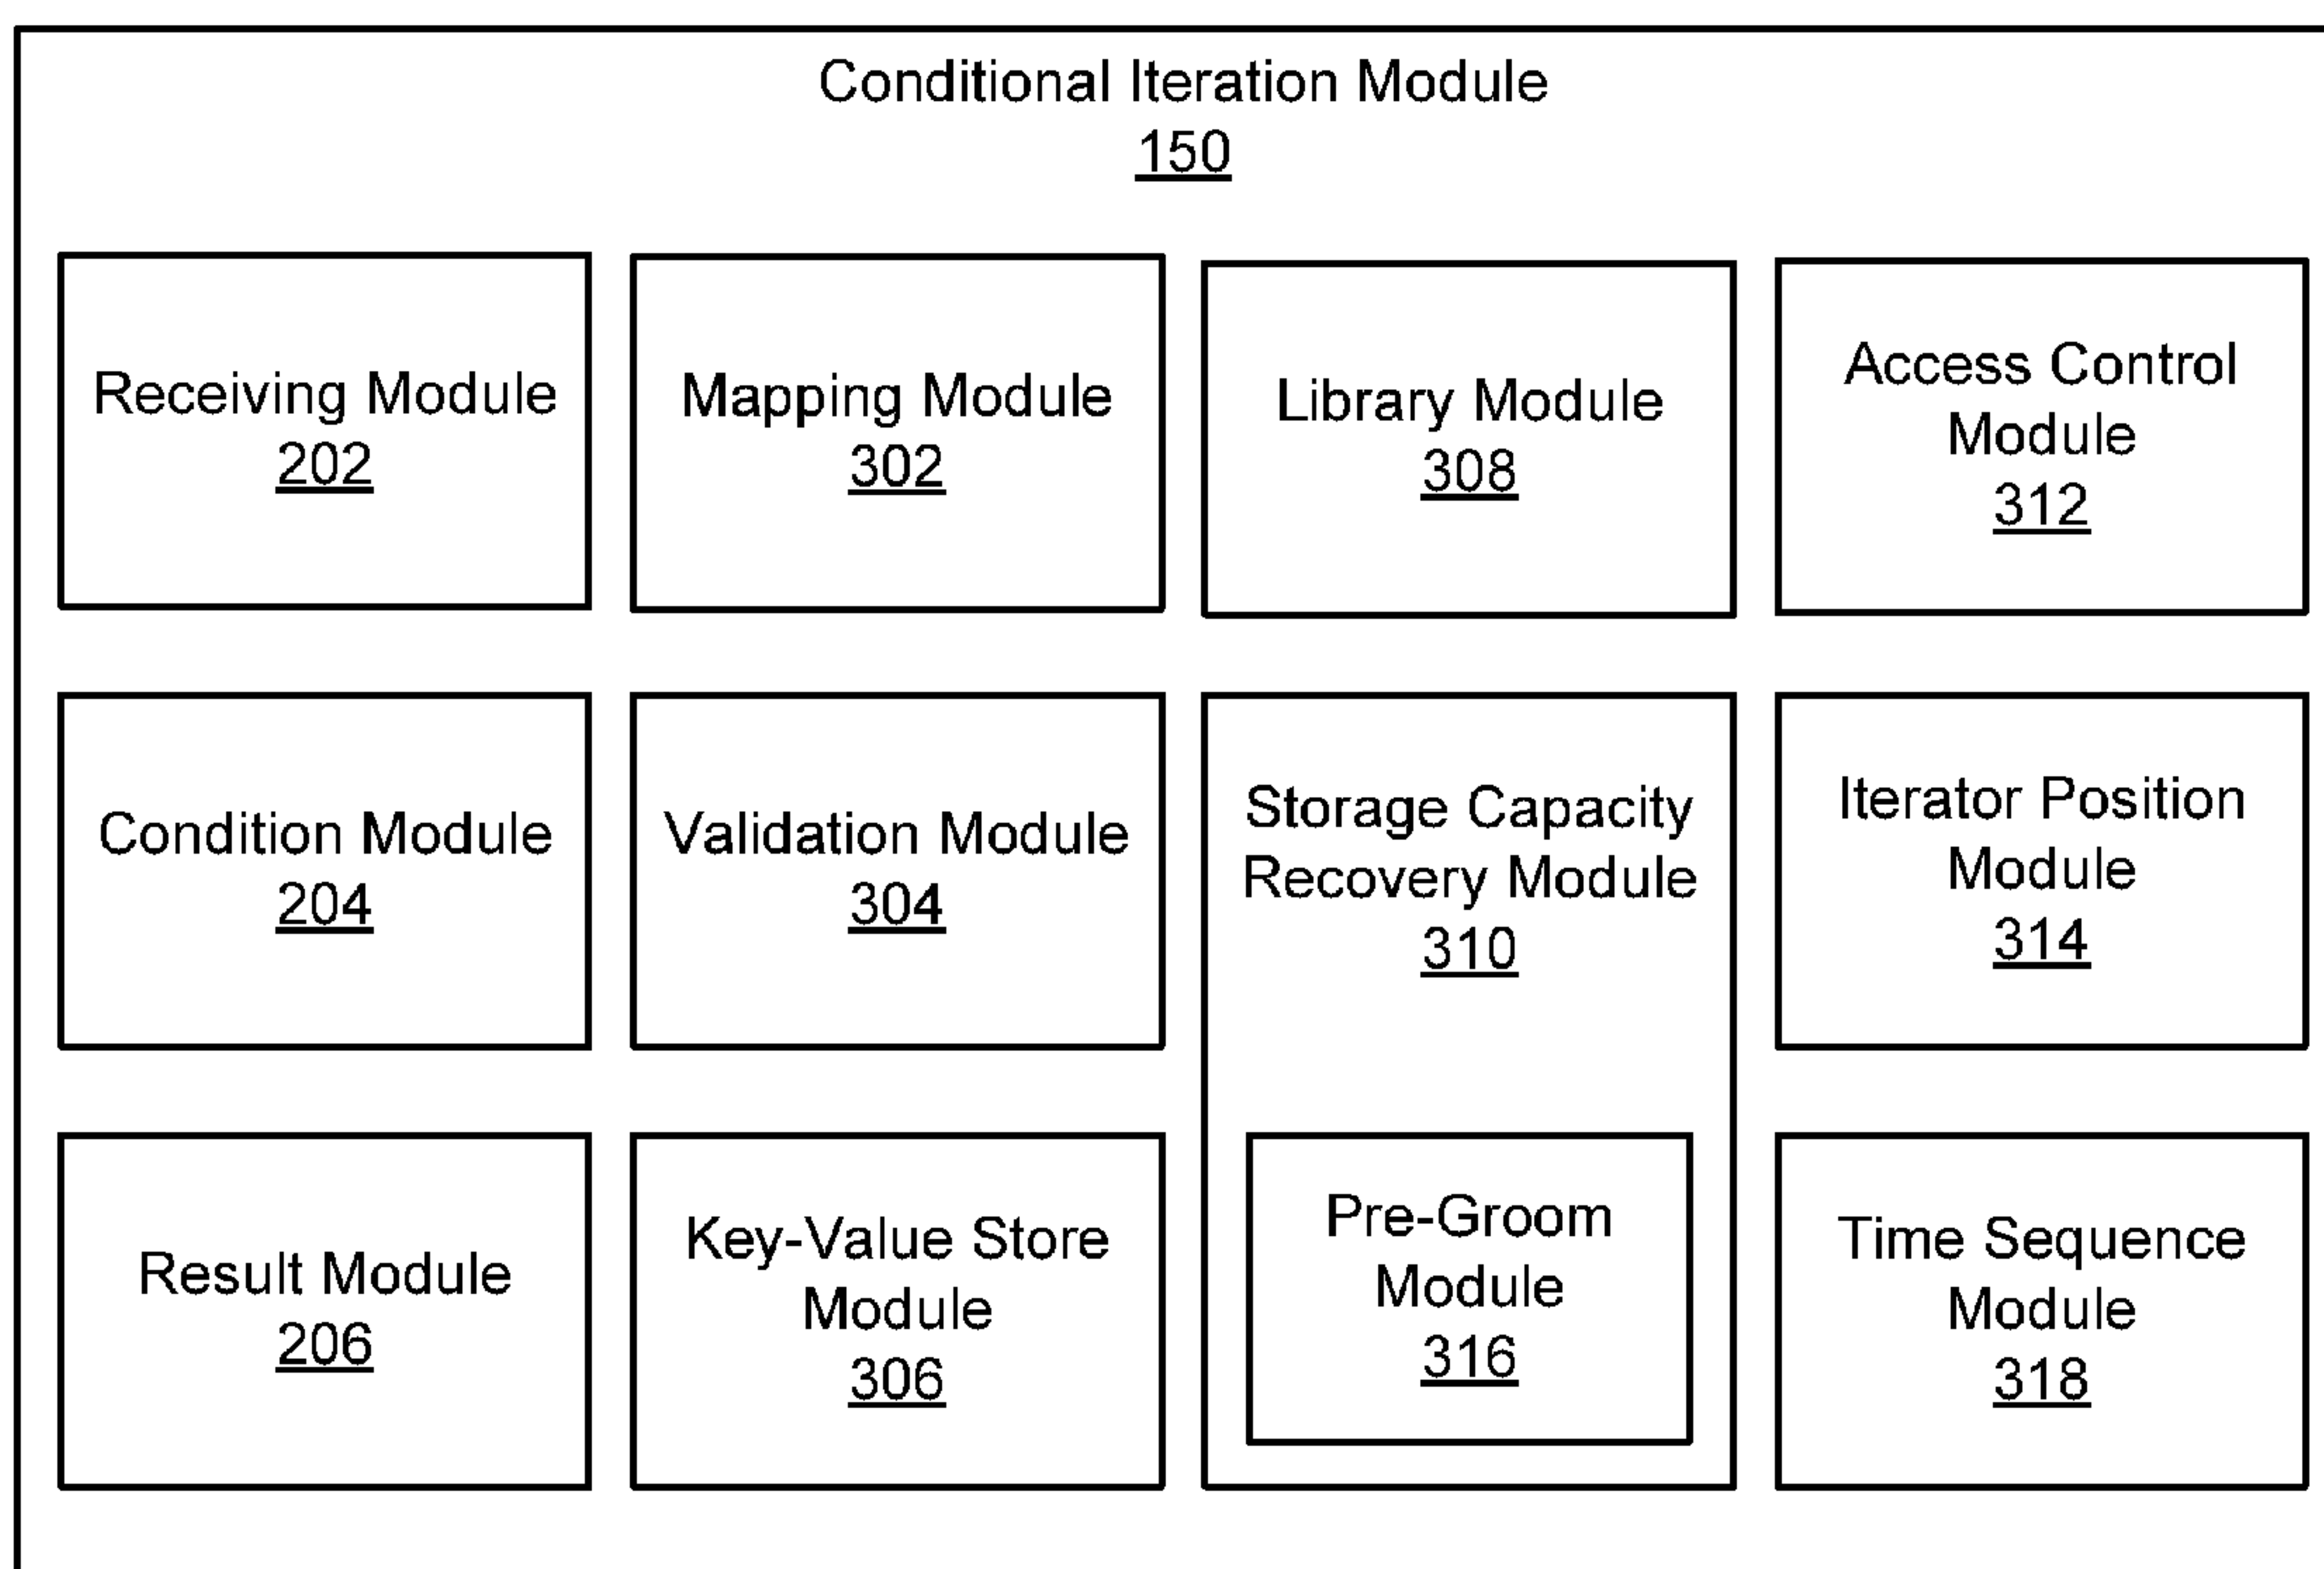 Conditional Iteration Module
150
Receiving Module
202
Mapping Module
302
Library Module
308
Access Control
Module
312
Condition Module
204
Validation Module
304
Storage Capacity
Recovery Module
310
Iterator Position
Module
314
Result Module
206
Key-Value Store
Module
306
Pre-Groom
Module
316
Time Sequence
Module
318